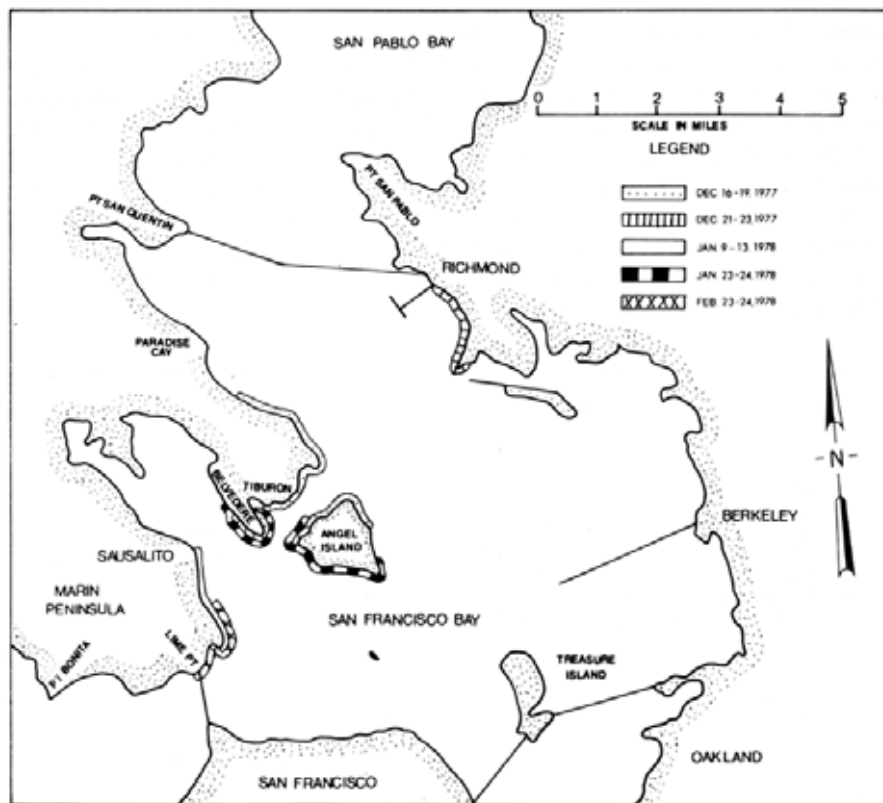 SAN PABLO BAY
0 1 2 3 4 5
SCALE IN MILES
LEGEND
DEC 16-19, 1977
DEC. 21-23, 1977
JAN 9-13, 1978
JAN. 23-24, 1978
FEB. 23-24, 1978
PT SAN QUENTIN
PT SAN PABLO
RICHMOND
PARADISE
CAY
-N-
BELVEDERE
TIBURON
ANGEL
ISLAND
BERKELEY
SAUSALITO
MARIN
PENINSULA
LIME PT
PT BONITA
SAN FRANCISCO BAY
TREASURE
ISLAND
OAKLAND
SAN FRANCISCO